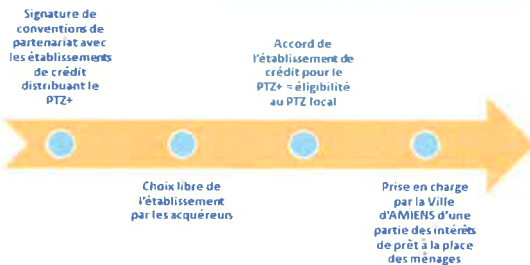 Signature de
conventions de
partenariat avec
les établissements
de crédit
distribuant le
PTZ+
Choix libre de
l'établissement
par les acquéreurs
Accord de
l'établissement de
crédit pour le
PTZ+ = éligibilité
au PTZ local
Prise en charge
par la Ville
d'AMIENS d'une
partie des intérêts
de prêt à la place
des ménages